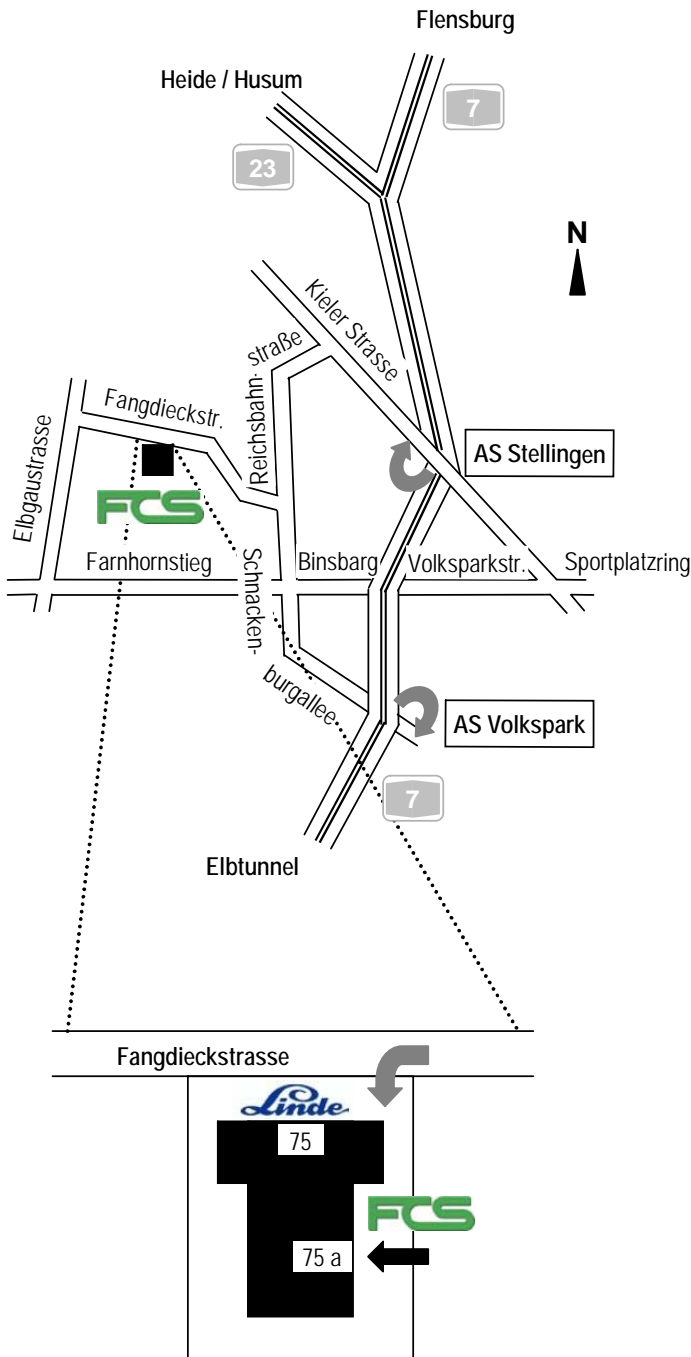 Flensburg
Heide / Husum
7
23
N
Kieler Strasse
Reichsbahn-
straße
Fangdieckstr.
Elbgaustrasse
AS Stellingen
FCS
Farnhornstieg
Binsbarg
Volksparkstr.
Sportplatzring
Schnacken-
burgallee
AS Volkspark
7
Elbtunnel
Fangdieckstrasse
Linde
75
FCS
75 a